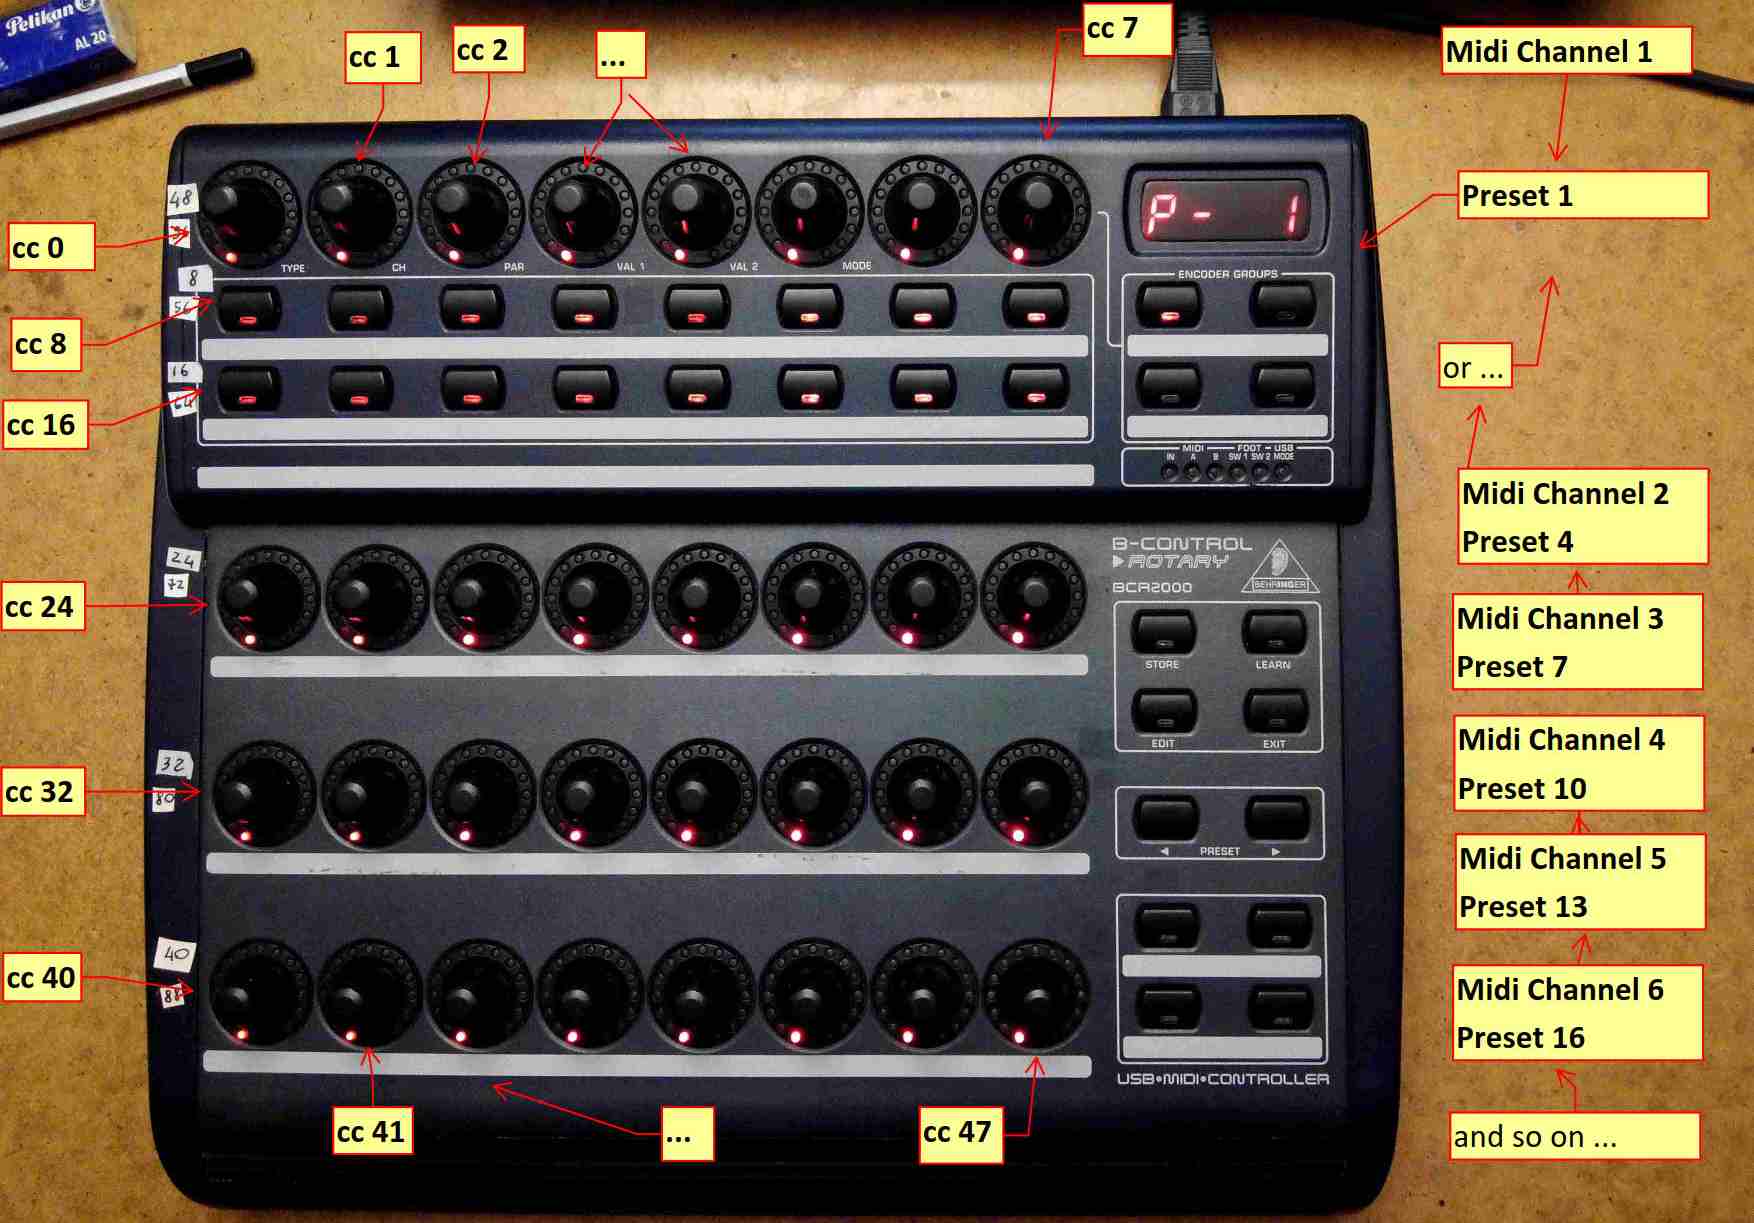 Pelikan
AL 20
cc 1
cc 2
...
cc 7
Midi Channel 1
Preset 1
P- 1
48
cc 0
TYPE CH PAR VAL 1 VAL 2 MODE
ENCODER GROUPS
8
56
cc 8
16
64
cc 16
or ...
MIDI FOOT USB
IN A B SW 1 SW 2 MODE
Midi Channel 2
Preset 4
B-CONTROL
ROTARY
BCR2000
BEHRINGER
24
72
cc 24
Midi Channel 3
Preset 7
STORE LEARN
EDIT EXIT
32
80
cc 32
Midi Channel 4
Preset 10
PRESET
Midi Channel 5
Preset 13
40
88
cc 40
Midi Channel 6
Preset 16
USB•MIDI•CONTROLLER
cc 41
...
cc 47
and so on ...